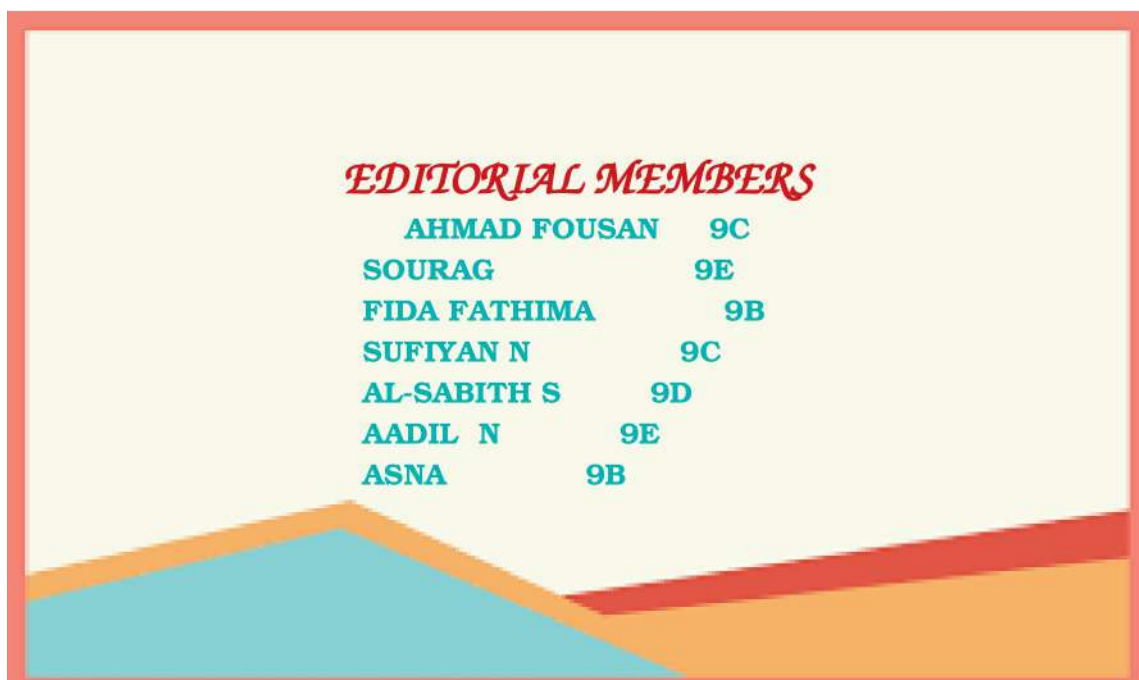 EDITORIAL MEMBERS
AHMAD FOUSAN 9C
SOURAG 9E
FIDA FATHIMA 9B
SUFIYAN N 9C
AL-SABITH S 9D
AADIL N 9E
ASNA 9B